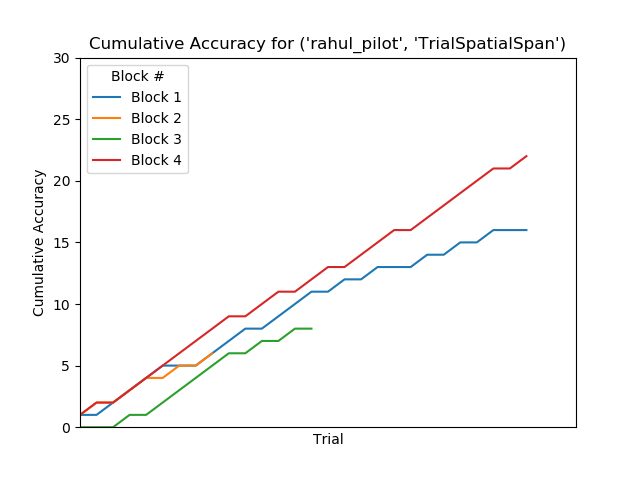 Cumulative Accuracy for ('rahul_pilot', 'TrialSpatialSpan')
30
25
20
15
10
5
0
Cumulative Accuracy
Block #
Block 1
Block 2
Block 3
Block 4
Trial